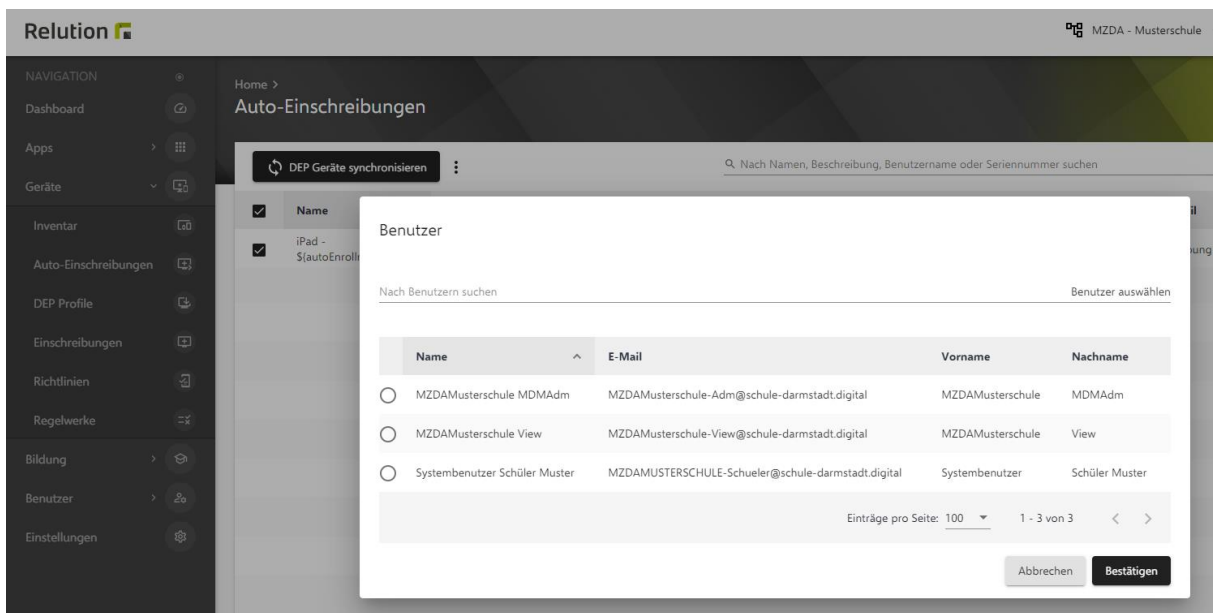 Relution
MZDA - Musterschule
NAVIGATION
Dashboard
Apps
Geräte
Inventar
Auto-Einschreibungen
DEP Profile
Einschreibungen
Richtlinien
Regelwerke
Bildung
Benutzer
Einstellungen
Home >
Auto-Einschreibungen
DEP Geräte synchronisieren
Nach Namen, Beschreibung, Benutzername oder Seriennummer suchen
Name
iPad -
Benutzer
Nach Benutzern suchen Benutzer auswählen
Name E-Mail Vorname Nachname
MZDAMusterschule MDMAdm MZDAMusterschule-Adm@schule-darmstadt.digital MZDAMusterschule MDMAdm
MZDAMusterschule View MZDAMusterschule-View@schule-darmstadt.digital MZDAMusterschule View
Systembenutzer Schüler Muster MZDAMUSTERSCHULE-Schueler@schule-darmstadt.digital Systembenutzer Schüler Muster
Einträge pro Seite: 100 1 - 3 von 3
Abbrechen Bestätigen